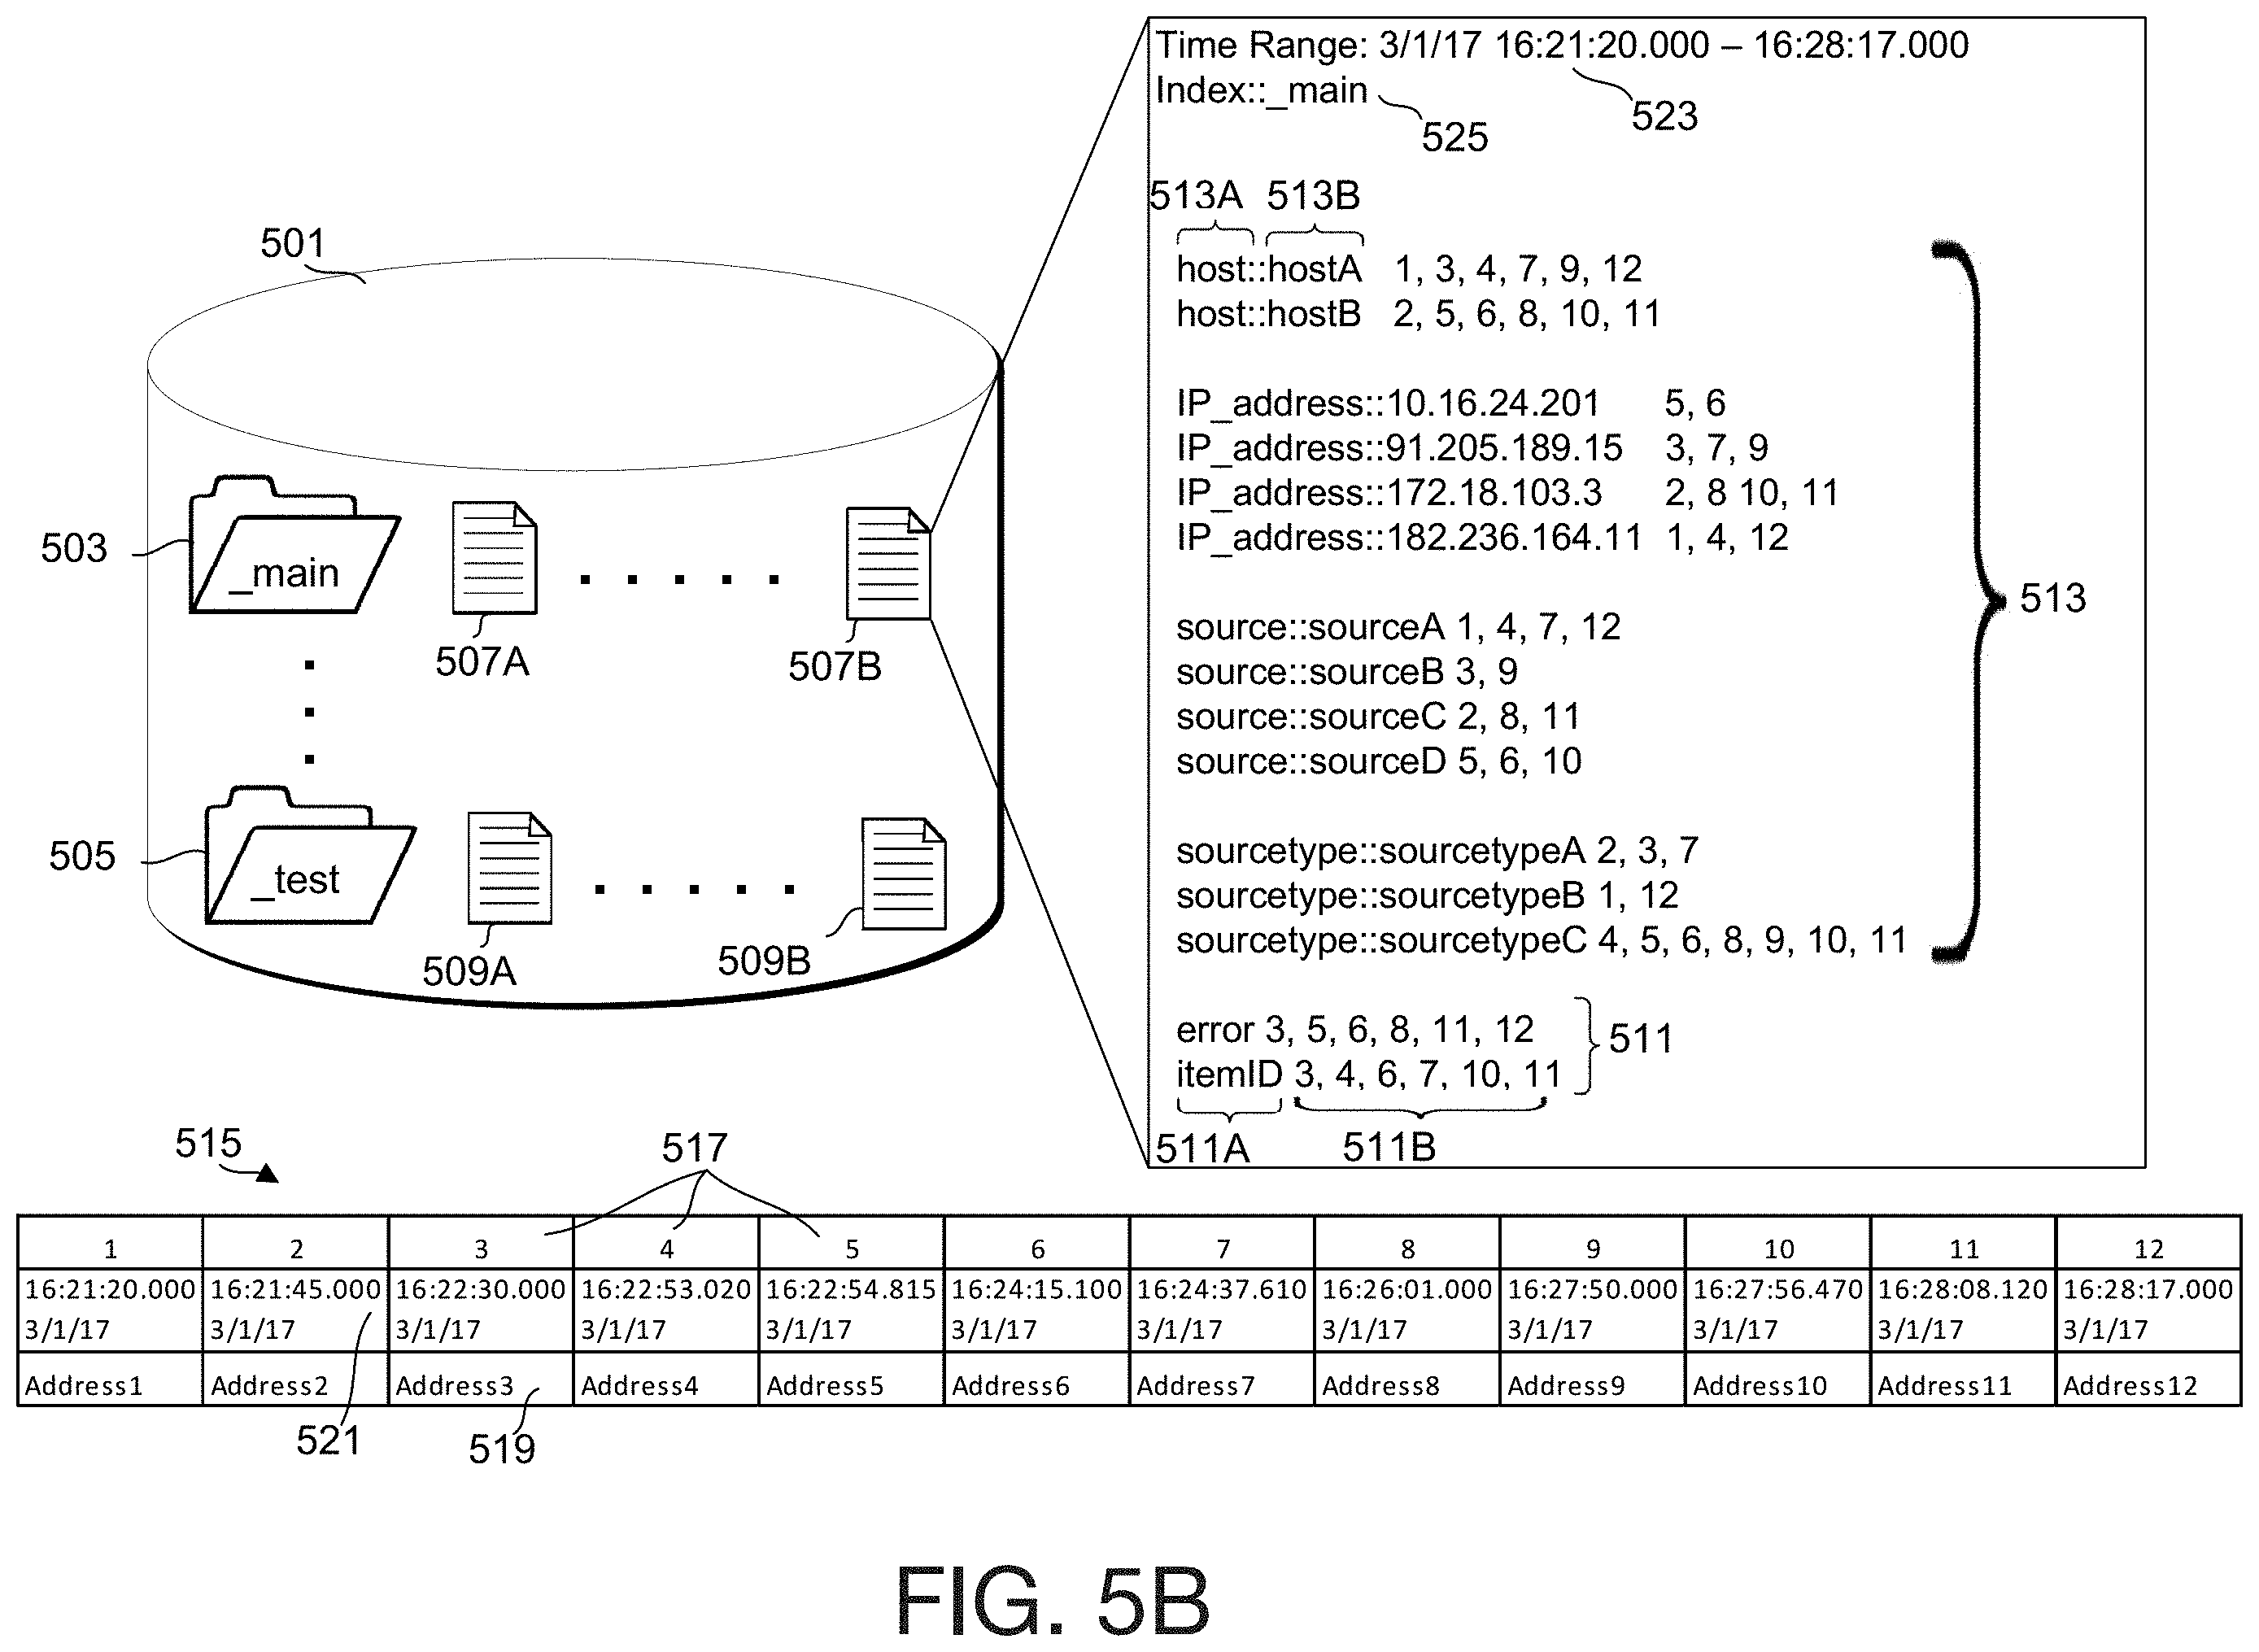 Time Range: 3/1/17 16:21:20.000 – 16:28:17.000
Index::_main
523
525
513A 513B
501
host::hostA 1, 3, 4, 7, 9, 12
host::hostB 2, 5, 6, 8, 10, 11
IP_address::10.16.24.201 5, 6
IP_address::91.205.189.15 3, 7, 9
IP_address::172.18.103.3 2, 8 10, 11
IP_address::182.236.164.11 1, 4, 12
513
503
_main
507A
507B
source::sourceA 1, 4, 7, 12
source::sourceB 3, 9
source::sourceC 2, 8, 11
source::sourceD 5, 6, 10
505
_test
509A
509B
sourcetype::sourcetypeA 2, 3, 7
sourcetype::sourcetypeB 1, 12
sourcetype::sourcetypeC 4, 5, 6, 8, 9, 10, 11
error 3, 5, 6, 8, 11, 12
itemID 3, 4, 6, 7, 10, 11
511
511A 511B
515
517
1 2 3 4 5 6 7 8 9 10 11 12
16:21:20.000 16:21:45.000 16:22:30.000 16:22:53.020 16:22:54.815 16:24:15.100 16:24:37.610 16:26:01.000 16:27:50.000 16:27:56.470 16:28:08.120 16:28:17.000
3/1/17 3/1/17 3/1/17 3/1/17 3/1/17 3/1/17 3/1/17 3/1/17 3/1/17 3/1/17 3/1/17 3/1/17
Address1 Address2 Address3 Address4 Address5 Address6 Address7 Address8 Address9 Address10 Address11 Address12
521
519
FIG. 5B